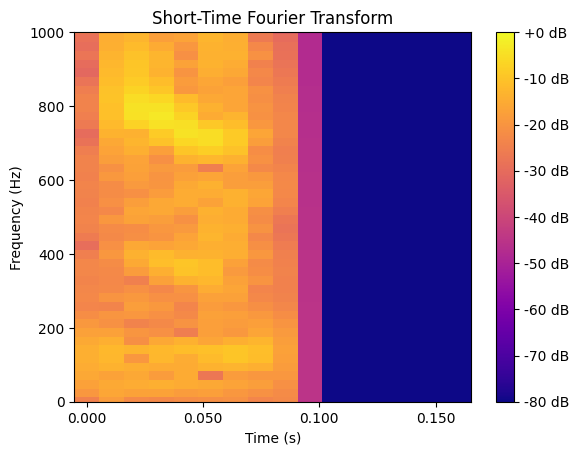 Short-Time Fourier Transform
1000
800
600
400
200
0
Frequency (Hz)
0.000
0.050
0.100
0.150
Time (s)
+0 dB
-10 dB
-20 dB
-30 dB
-40 dB
-50 dB
-60 dB
-70 dB
-80 dB